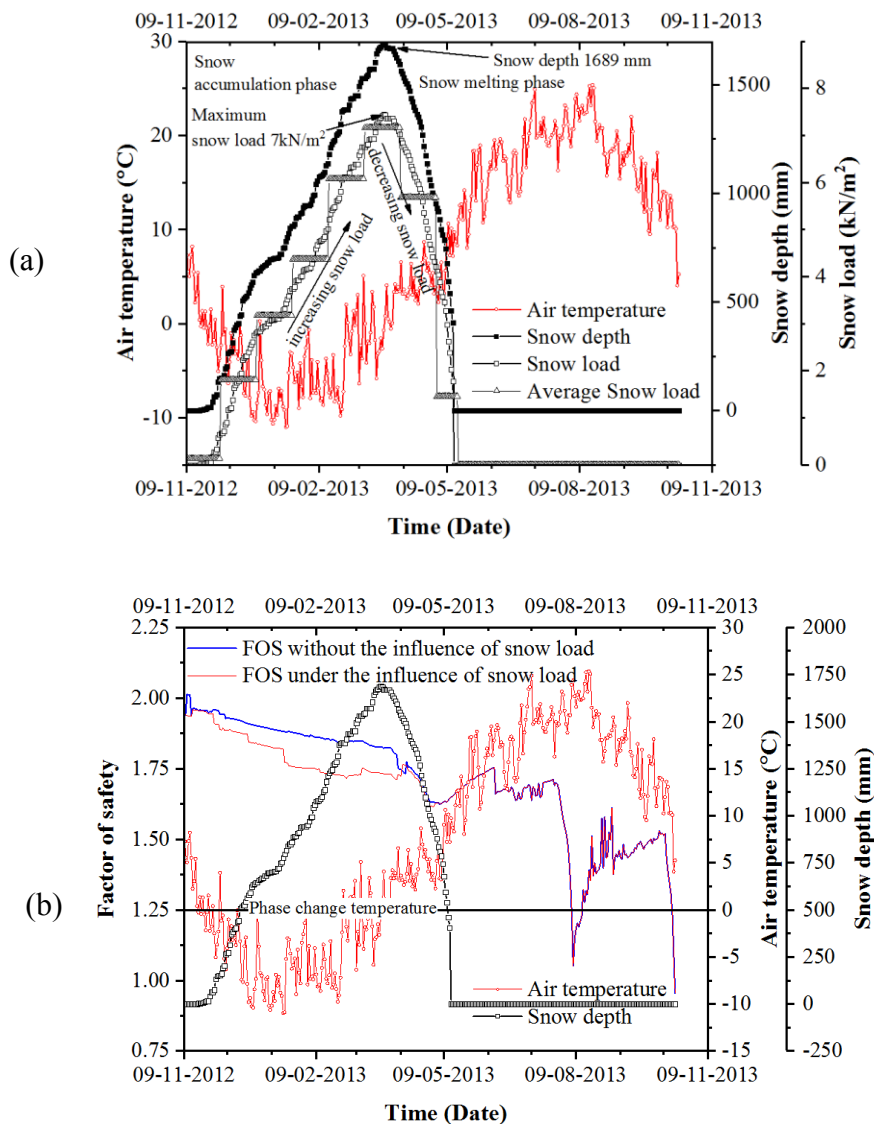 09-11-2012 09-02-2013 09-05-2013 09-08-2013 09-11-2013
30
20
10
0
-10
Air temperature (°C)
(a)
Snow
accumulation phase
Snow depth 1689 mm
Snow melting phase
Maximum
snow load 7kN/m²
increasing snow load
decreasing snow load
Air temperature
Snow depth
Snow load
Average Snow load
1500
1000
500
0
Snow depth (mm)
8
6
4
2
0
Snow load (kN/m²)
09-11-2012 09-02-2013 09-05-2013 09-08-2013 09-11-2013
Time (Date)
09-11-2012 09-02-2013 09-05-2013 09-08-2013 09-11-2013
2.25
2.00
1.75
1.50
1.25
1.00
0.75
Factor of safety
(b)
FOS without the influence of snow load
FOS under the influence of snow load
Phase change temperature
Air temperature
Snow depth
30
25
20
15
10
5
0
-5
-10
-15
Air temperature (°C)
2000
1750
1500
1250
1000
750
500
250
0
-250
Snow depth (mm)
09-11-2012 09-02-2013 09-05-2013 09-08-2013 09-11-2013
Time (Date)